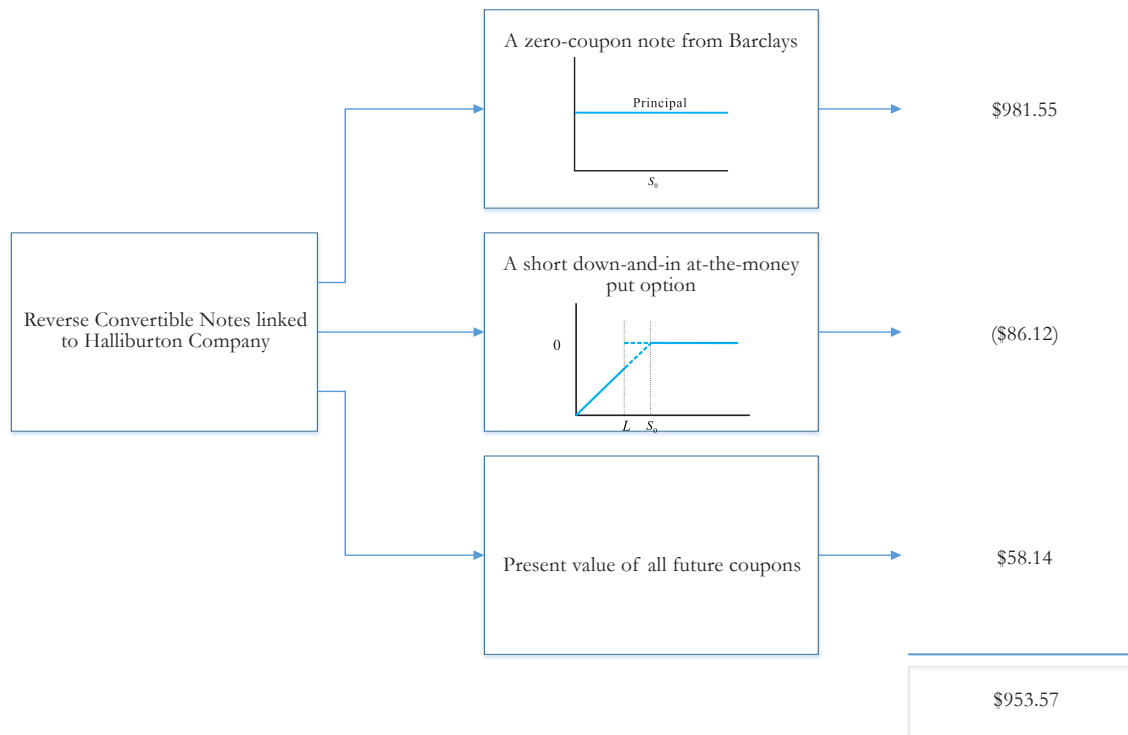 A zero-coupon note from Barclays
Principal
S₀
$981.55
Reverse Convertible Notes linked
to Halliburton Company
A short down-and-in at-the-money
put option
0
L S₀
($86.12)
Present value of all future coupons
$58.14
$953.57